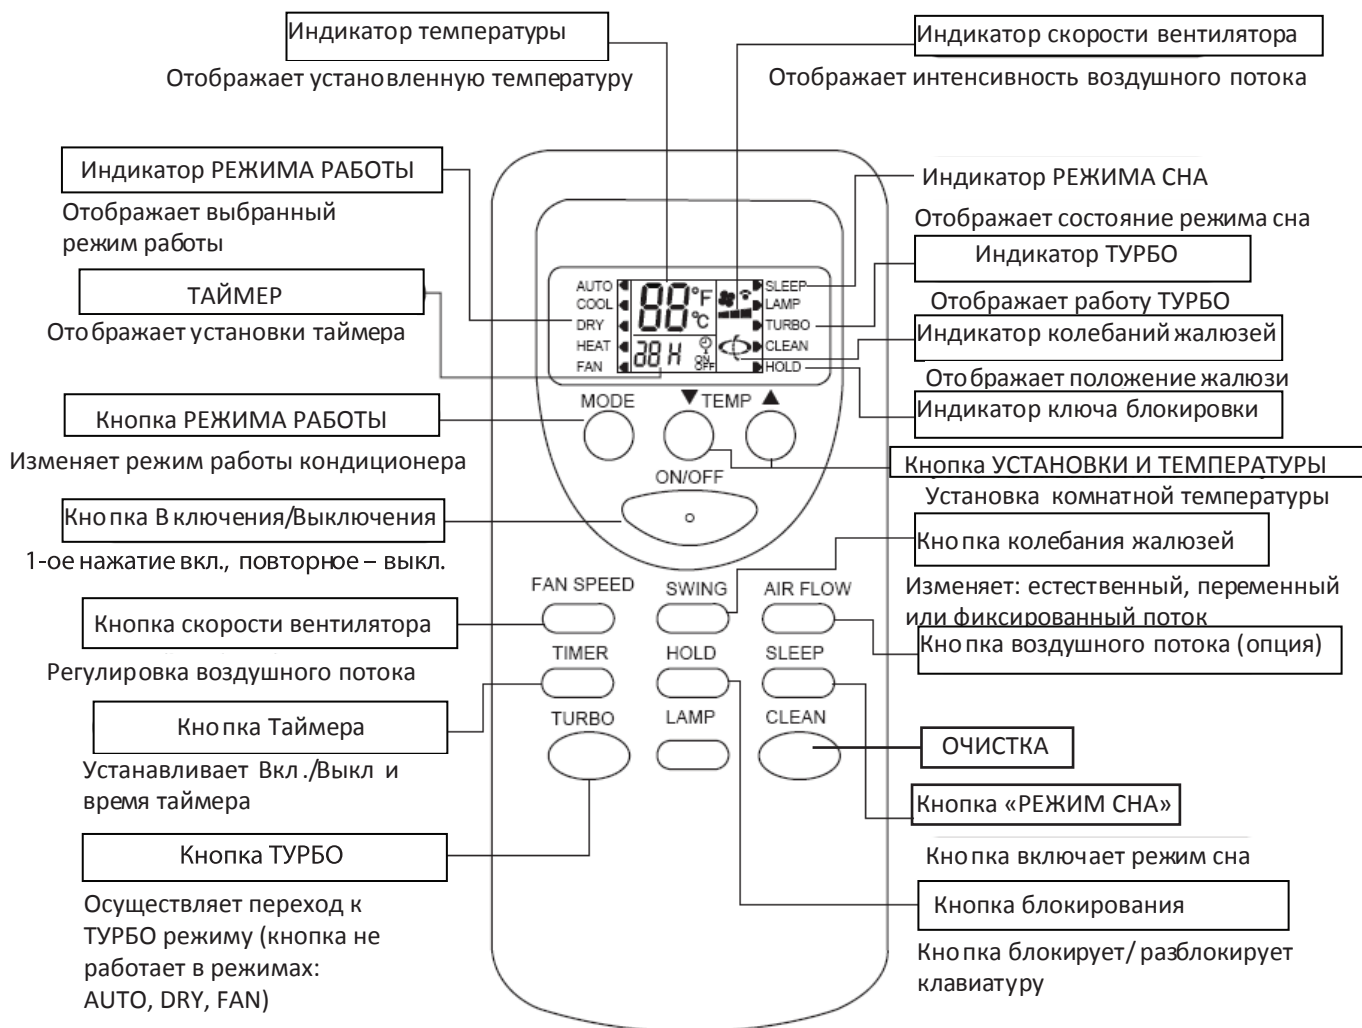 Индикатор температуры
Отображает установленную температуру
Индикатор скорости вентилятора
Отображает интенсивность воздушного потока
Индикатор РЕЖИМА РАБОТЫ
Отображает выбранный
режим работы
ТАЙМЕР
Отображает установки таймера
Кнопка РЕЖИМА РАБОТЫ
Изменяет режим работы кондиционера
Кнопка Включения/Выключения
1-ое нажатие вкл., повторное – выкл.
Кнопка скорости вентилятора
Регулировка воздушного потока
Кнопка Таймера
Устанавливает Вкл./Выкл и
время таймера
Кнопка ТУРБО
Осуществляет переход к
ТУРБО режиму (кнопка не
работает в режимах:
AUTO, DRY, FAN)
AUTO
COOL
DRY
HEAT
FAN
88 °F
°C
38 H
ON
OFF
SLEEP
LAMP
TURBO
CLEAN
HOLD
MODE
▼ TEMP ▲
ON/OFF
FAN SPEED
SWING
AIR FLOW
TIMER
HOLD
SLEEP
TURBO
LAMP
CLEAN
Индикатор РЕЖИМА СНА
Отображает состояние режима сна
Индикатор ТУРБО
Отображает работу ТУРБО
Индикатор колебаний жалюзей
Отображает положение жалюзи
Индикатор ключа блокировки
Кнопка УСТАНОВКИ И ТЕМПЕРАТУРЫ
Установка комнатной температуры
Кнопка колебания жалюзей
Изменяет: естественный, переменный
или фиксированный поток
Кнопка воздушного потока (опция)
ОЧИСТКА
Кнопка «РЕЖИМ СНА»
Кнопка включает режим сна
Кнопка блокирования
Кнопка блокирует/разблокирует
клавиатуру